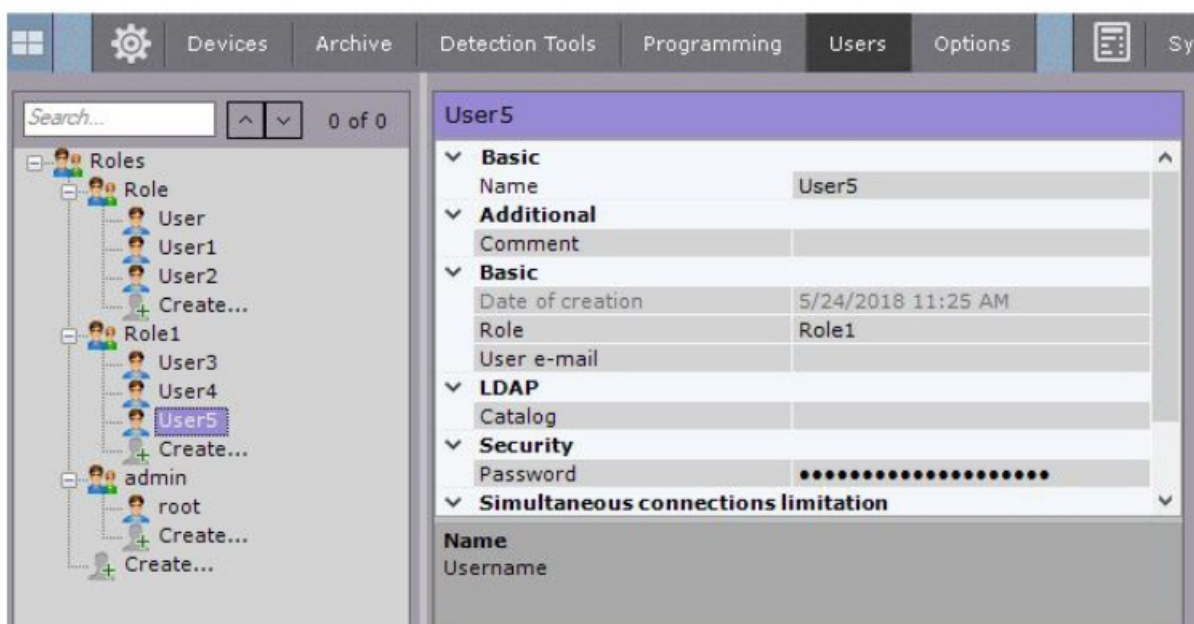 Devices Archive Detection Tools Programming Users Options Sy
Search... 0 of 0
Roles
Role
User
User1
User2
Create...
Role1
User3
User4
User5
Create...
admin
root
Create...
Create...
User5
Basic
Name User5
Additional
Comment
Basic
Date of creation 5/24/2018 11:25 AM
Role Role1
User e-mail
LDAP
Catalog
Security
Password ●●●●●●●●●●●●●●●●●●●●
Simultaneous connections limitation
Name
Username